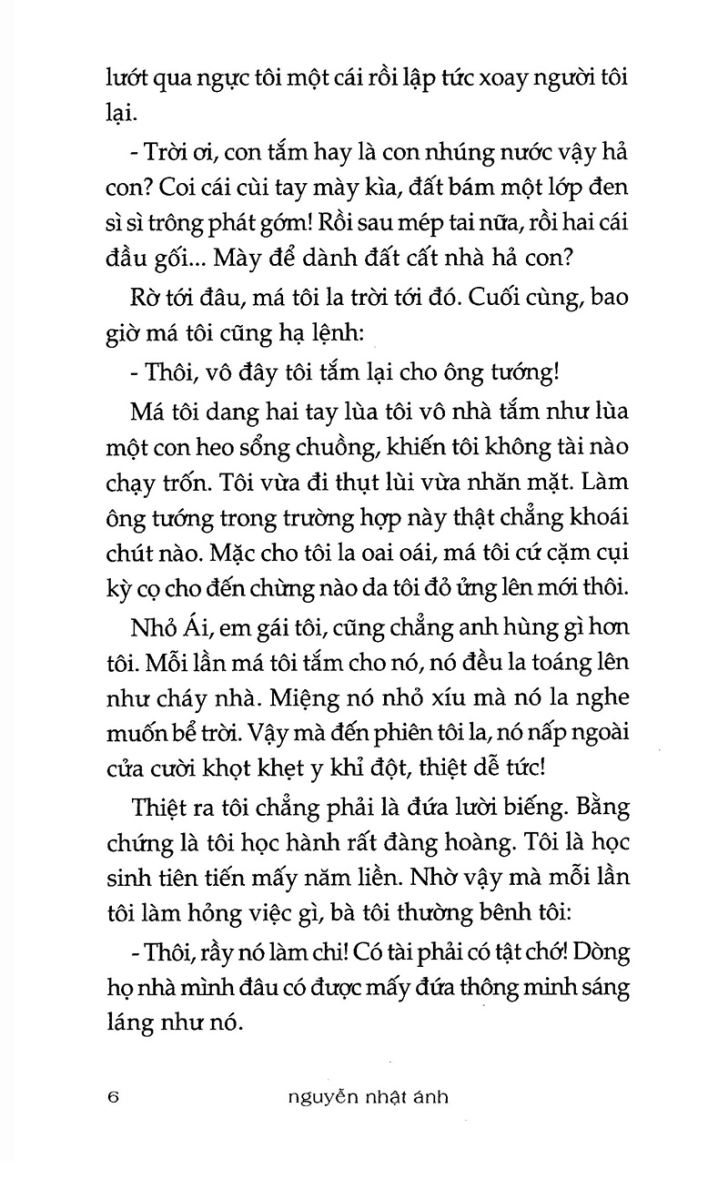 lướt qua ngực tôi một cái rồi lập tức xoay người tôi
lại.
- Trời ơi, con tắm hay là con nhúng nước vậy hả
con? Coi cái cùi tay mày kìa, đất bám một lớp đen
sì sì trông phát gớm! Rồi sau mép tai nữa, rồi hai cái
đầu gối... Mày để dành đất cất nhà hả con?
Rờ tới đâu, má tôi la trời tới đó. Cuối cùng, bao
giờ má tôi cũng hạ lệnh:
- Thôi, vô đây tôi tắm lại cho ông tướng!
Má tôi dang hai tay lùa tôi vô nhà tắm như lùa
một con heo sổng chuồng, khiến tôi không tài nào
chạy trốn. Tôi vừa đi thụt lùi vừa nhăn mặt. Làm
ông tướng trong trường hợp này thật chẳng khoái
chút nào. Mặc cho tôi la oai oái, má tôi cứ cặm cụi
kỳ cọ cho đến chừng nào da tôi đỏ ửng lên mới thôi.
Nhỏ Ái, em gái tôi, cũng chẳng anh hùng gì hơn
tôi. Mỗi lần má tôi tắm cho nó, nó đều la toáng lên
như cháy nhà. Miệng nó nhỏ xíu mà nó la nghe
muốn bể trời. Vậy mà đến phiên tôi la, nó nấp ngoài
cửa cười khọt khẹt y khỉ đột, thiệt dễ tức!
Thiệt ra tôi chẳng phải là đứa lười biếng. Bằng
chứng là tôi học hành rất đàng hoàng. Tôi là học
sinh tiên tiến mấy năm liền. Nhờ vậy mà mỗi lần
tôi làm hỏng việc gì, bà tôi thường bênh tôi:
- Thôi, rầy nó làm chi! Có tài phải có tật chớ! Dòng
họ nhà mình đâu có được mấy đứa thông minh sáng
láng như nó.
6 nguyễn nhật ánh